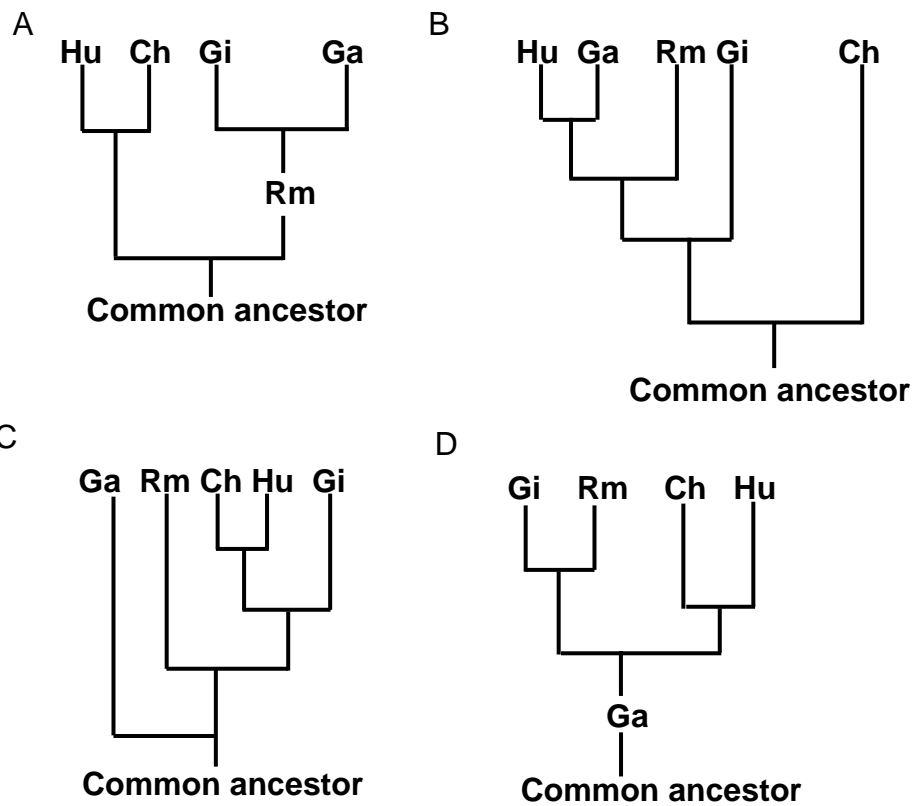 A
Hu Ch Gi Ga
Rm
Common ancestor
B
Hu Ga Rm Gi Ch
Common ancestor
C
Ga Rm Ch Hu Gi
Common ancestor
D
Gi Rm Ch Hu
Ga
Common ancestor